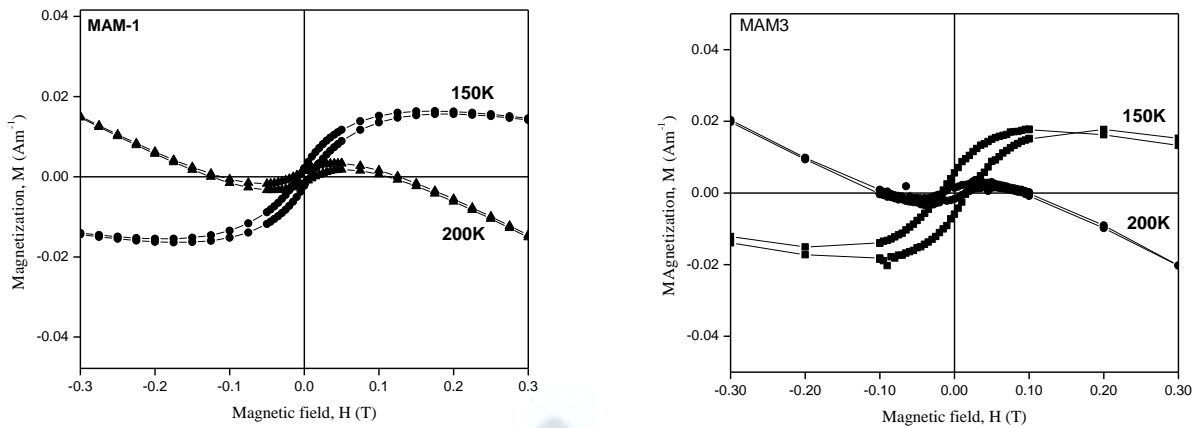 MAM-1
0.04
0.02
0.00
-0.02
-0.04
Magnetization, M (Am-1)
150K
200K
-0.3 -0.2 -0.1 0.0 0.1 0.2 0.3
Magnetic field, H (T)
MAM3
0.04
0.02
0.00
-0.02
-0.04
MAgnetization, M (Am-1)
150K
200K
-0.30 -0.20 -0.10 0.00 0.10 0.20 0.30
Magnetic field, H (T)